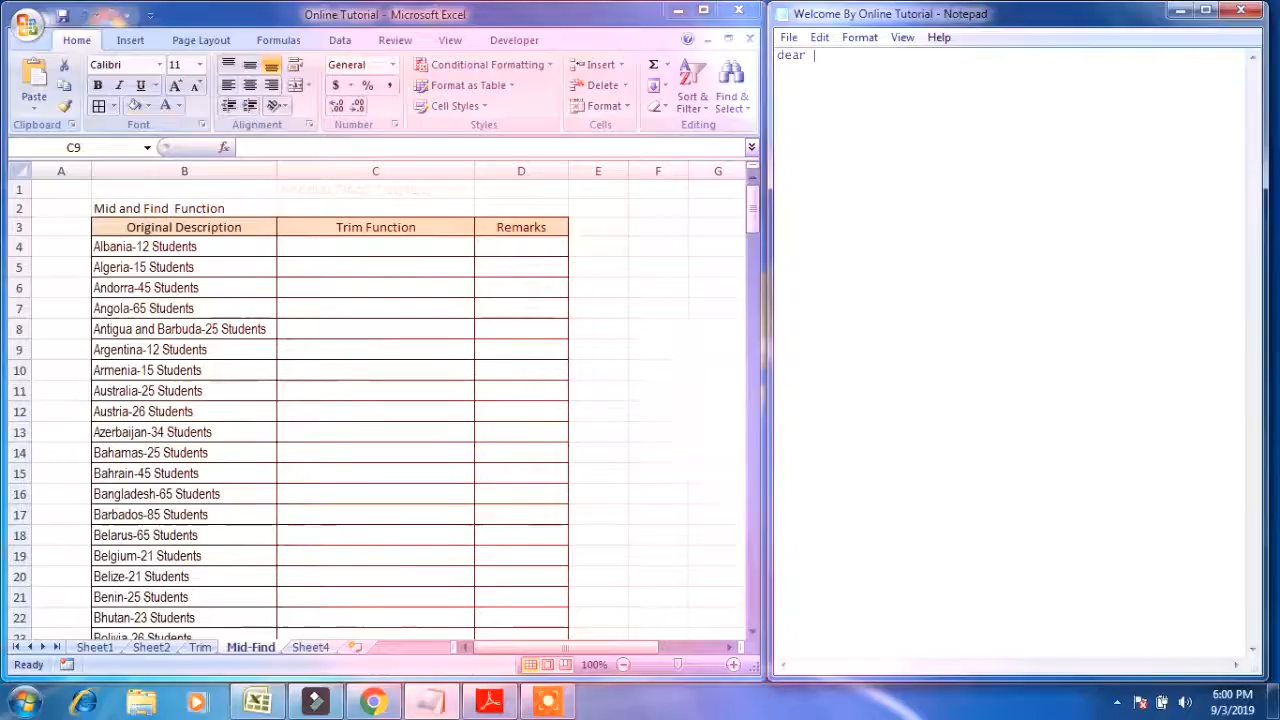 Online Tutorial - Microsoft Excel
Home Insert Page Layout Formulas Data Review View Developer
Paste
Calibri 11
General
Conditional Formatting
Format as Table
Cell Styles
Insert
Delete
Format
Sort & Filter
Find & Select
Clipboard Font Alignment Number Styles Cells Editing
C9 fx
A B C D E F G
1
2 Mid and Find Function
3 Original Description Trim Function Remarks
4 Albania-12 Students
5 Algeria-15 Students
6 Andorra-45 Students
7 Angola-65 Students
8 Antigua and Barbuda-25 Students
9 Argentina-12 Students
10 Armenia-15 Students
11 Australia-25 Students
12 Austria-26 Students
13 Azerbaijan-34 Students
14 Bahamas-25 Students
15 Bahrain-45 Students
16 Bangladesh-65 Students
17 Barbados-85 Students
18 Belarus-65 Students
19 Belgium-21 Students
20 Belize-21 Students
21 Benin-25 Students
22 Bhutan-23 Students
23 Bolivia-26 Students
Sheet1 Sheet2 Trim Mid-Find Sheet4
Ready 100%
Welcome By Online Tutorial - Notepad
File Edit Format View Help
dear
6:00 PM
9/3/2019